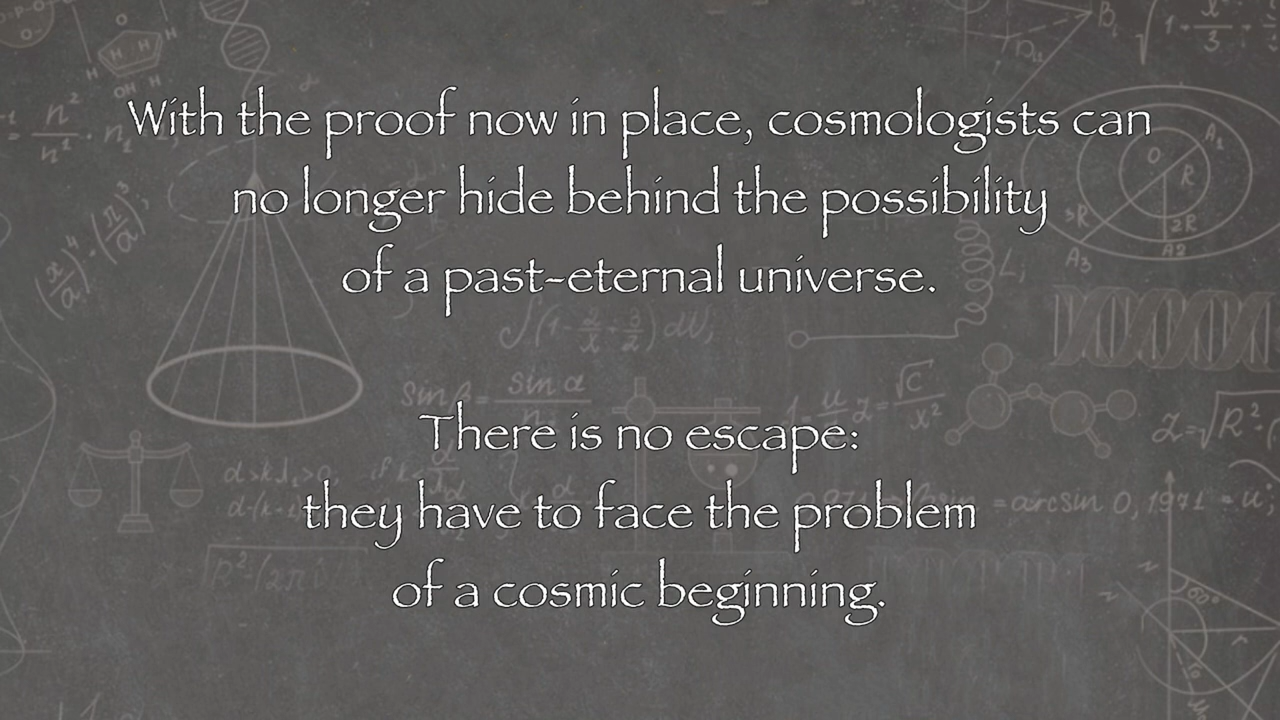 With the proof now in place, cosmologists can
no longer hide behind the possibility
of a past-eternal universe.
There is no escape:
they have to face the problem
of a cosmic beginning.